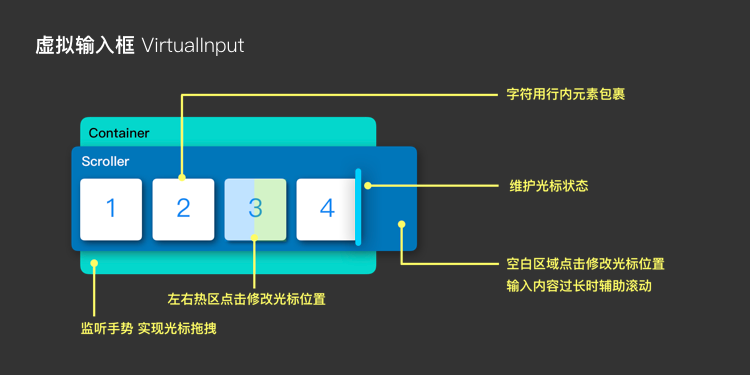 虚拟输入框 VirtualInput
字符用行内元素包裹
Container
Scroller
维护光标状态
1 2 3 4
空白区域点击修改光标位置
输入内容过长时辅助滚动
左右热区点击修改光标位置
监听手势 实现光标拖拽